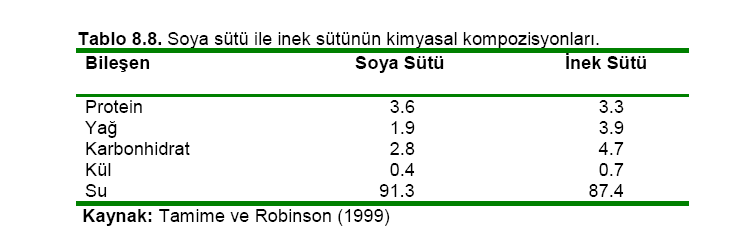 Tablo 8.8. Soya sütü ile inek sütünün kimyasal kompozisyonları.
Bileşen Soya Sütü İnek Sütü
Protein 3.6 3.3
Yağ 1.9 3.9
Karbonhidrat 2.8 4.7
Kül 0.4 0.7
Su 91.3 87.4
Kaynak: Tamime ve Robinson (1999)